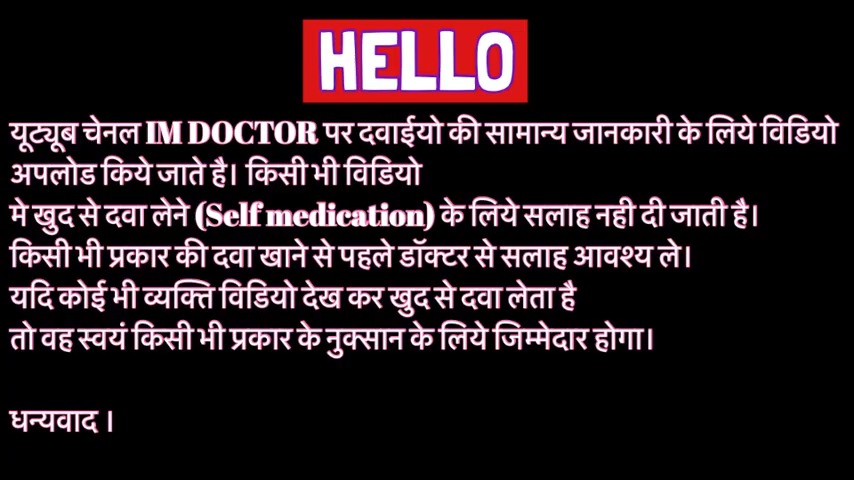 HELLO
यूट्यूब चेनल IM DOCTOR पर दवाईयो की सामान्य जानकारी के लिये विडियो
अपलोड किये जाते है। किसी भी विडियो
मे खुद से दवा लेने (Self medication) के लिये सलाह नही दी जाती है।
किसी भी प्रकार की दवा खाने से पहले डॉक्टर से सलाह आवश्य ले।
यदि कोई भी व्यक्ति विडियो देख कर खुद से दवा लेता है
तो वह स्वयं किसी भी प्रकार के नुक्सान के लिये जिम्मेदार होगा।
धन्यवाद ।